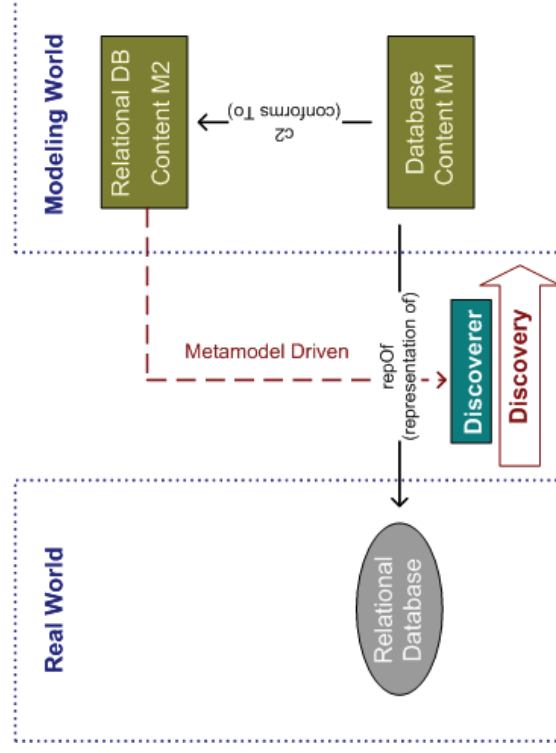 Real World
Modeling World
Relational DB
Content M2
c2
(conforms To)
Metamodel Driven
Relational
Database
repOf
(representation of)
Database
Content M1
Discoverer
Discovery